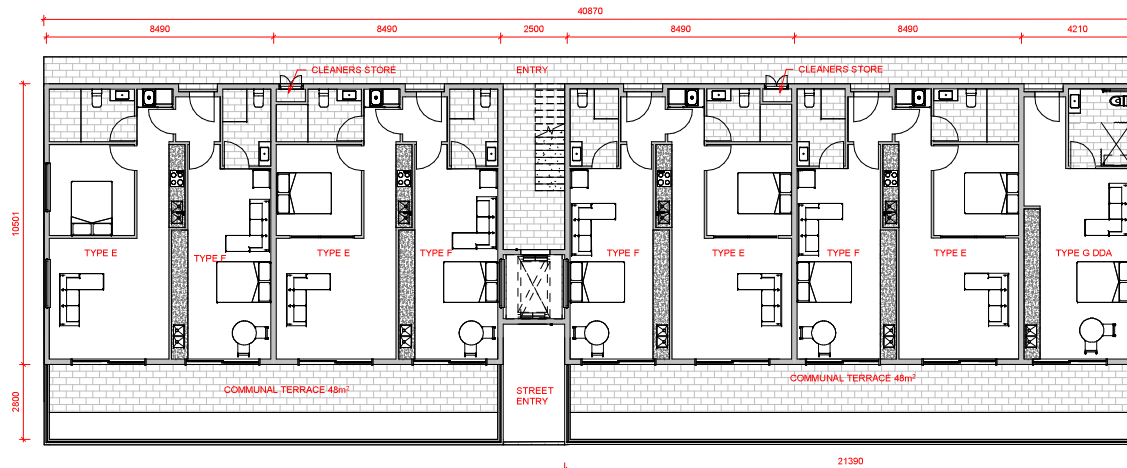 40870
8490
8490
2500
8490
8490
4210
CLEANERS STORE
ENTRY
CLEANERS STORE
10501
TYPE E
TYPE F
TYPE E
TYPE F
TYPE F
TYPE E
TYPE F
TYPE E
TYPE G DDA
2800
COMMUNAL TERRACE 48m²
STREET
ENTRY
COMMUNAL TERRACE 48m²
21390